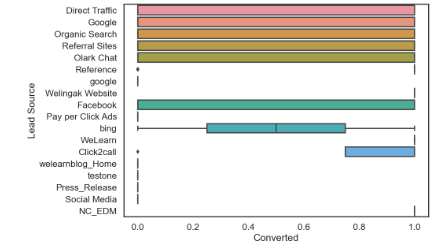 Direct Traffic
Google
Organic Search
Referral Sites
Olark Chat
Reference
google
Welingak Website
Facebook
Pay per Click Ads
bing
WeLearn
Click2call
welearnblog_Home
testone
Press_Release
Social Media
NC_EDM
Lead Source
0.0 0.2 0.4 0.6 0.8 1.0
Converted